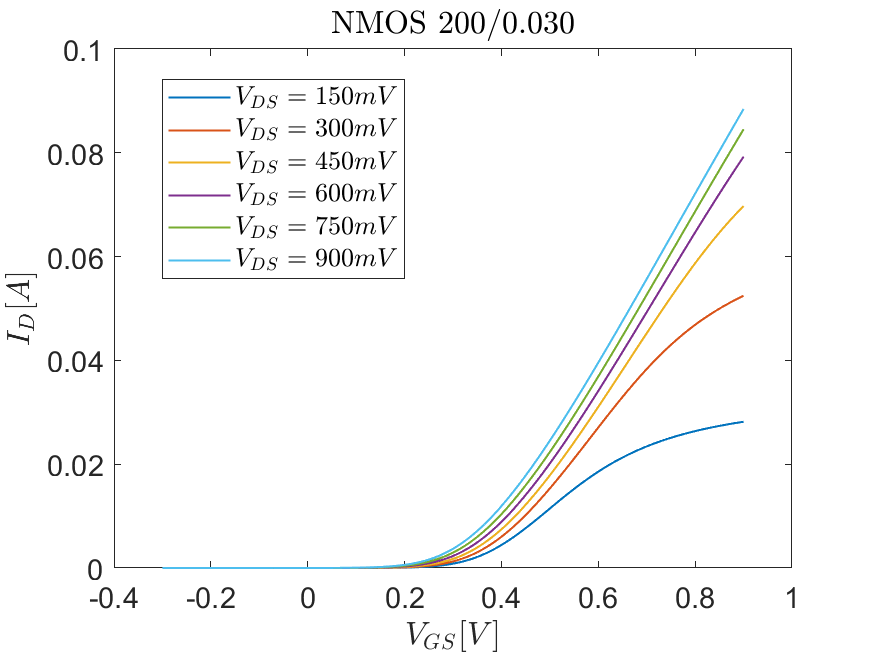 NMOS 200/0.030
0.1
0.08
0.06
0.04
0.02
0
I_D[A]
V_DS = 150mV
V_DS = 300mV
V_DS = 450mV
V_DS = 600mV
V_DS = 750mV
V_DS = 900mV
-0.4 -0.2 0 0.2 0.4 0.6 0.8 1
V_GS[V]